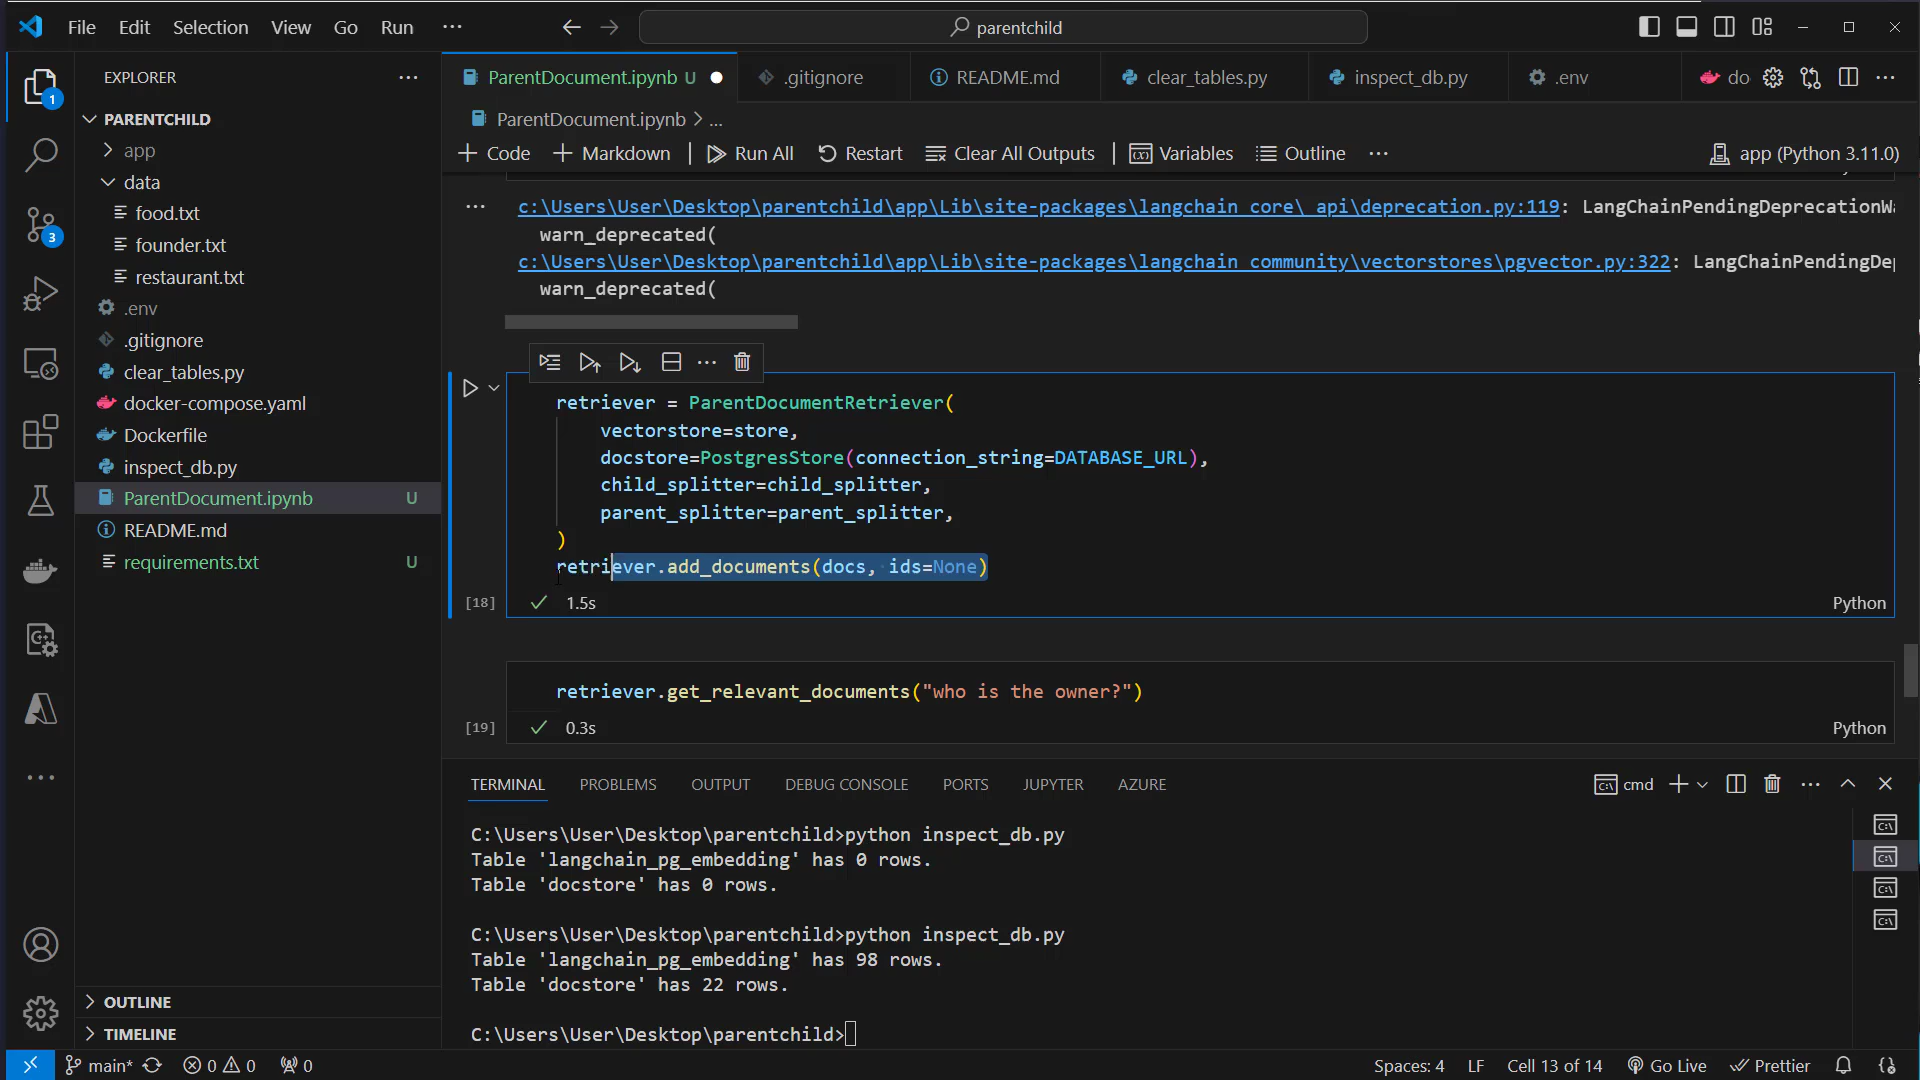 File Edit Selection View Go Run ···
parentchild
EXPLORER ···
1
PARENTCHILD
app
data
food.txt
founder.txt
restaurant.txt
.env
.gitignore
clear_tables.py
docker-compose.yaml
Dockerfile
inspect_db.py
ParentDocument.ipynb U
README.md
requirements.txt U
3
OUTLINE
TIMELINE
ParentDocument.ipynb U .gitignore README.md clear_tables.py inspect_db.py .env do
ParentDocument.ipynb > ...
+ Code + Markdown Run All Restart Clear All Outputs Variables Outline ··· app (Python 3.11.0)
c:\Users\User\Desktop\parentchild\app\Lib\site-packages\langchain_core\_api\deprecation.py:119: LangChainPendingDeprecationWa
warn_deprecated(
c:\Users\User\Desktop\parentchild\app\Lib\site-packages\langchain_community\vectorstores\pgvector.py:322: LangChainPendingDep
warn_deprecated(
retriever = ParentDocumentRetriever(
vectorstore=store,
docstore=PostgresStore(connection_string=DATABASE_URL),
child_splitter=child_splitter,
parent_splitter=parent_splitter,
)
retriever.add_documents(docs, ids=None)
[18] 1.5s Python
retriever.get_relevant_documents("who is the owner?")
[19] 0.3s Python
TERMINAL PROBLEMS OUTPUT DEBUG CONSOLE PORTS JUPYTER AZURE cmd
C:\Users\User\Desktop\parentchild>python inspect_db.py
Table 'langchain_pg_embedding' has 0 rows.
Table 'docstore' has 0 rows.
C:\Users\User\Desktop\parentchild>python inspect_db.py
Table 'langchain_pg_embedding' has 98 rows.
Table 'docstore' has 22 rows.
C:\Users\User\Desktop\parentchild>
main* 0 0 0 Spaces: 4 LF Cell 13 of 14 Go Live Prettier